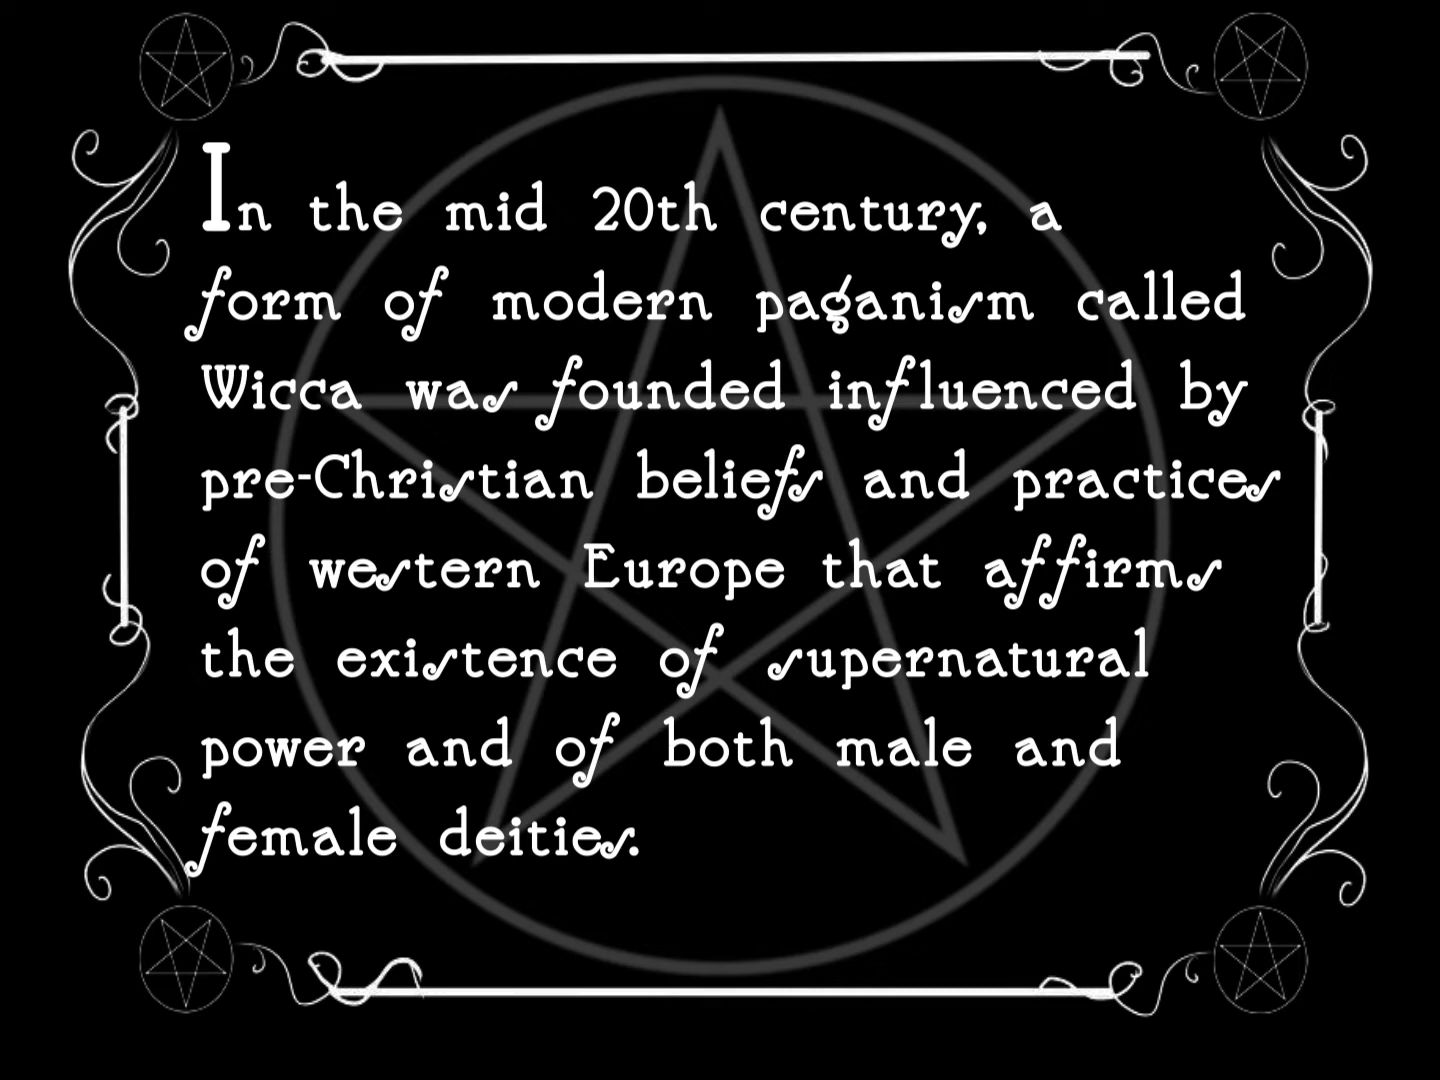 In the mid 20th century, a
form of modern paganism called
Wicca was founded influenced by
pre-Christian beliefs and practices
of western Europe that affirms
the existence of supernatural
power and of both male and
female deities.